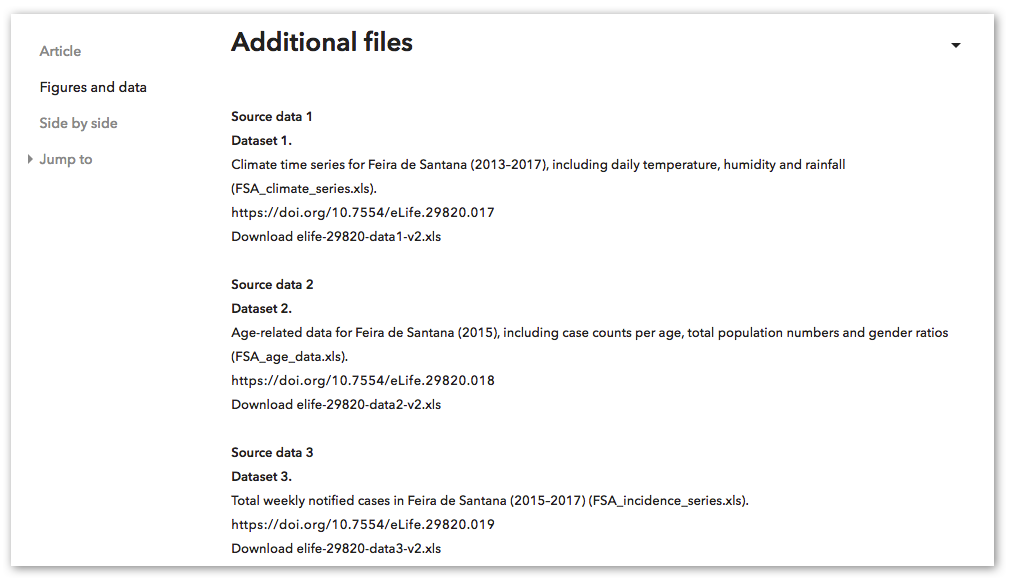 Article
Figures and data
Side by side
Jump to
Additional files
Source data 1
Dataset 1.
Climate time series for Feira de Santana (2013–2017), including daily temperature, humidity and rainfall
(FSA_climate_series.xls).
https://doi.org/10.7554/eLife.29820.017
Download elife-29820-data1-v2.xls
Source data 2
Dataset 2.
Age-related data for Feira de Santana (2015), including case counts per age, total population numbers and gender ratios
(FSA_age_data.xls).
https://doi.org/10.7554/eLife.29820.018
Download elife-29820-data2-v2.xls
Source data 3
Dataset 3.
Total weekly notified cases in Feira de Santana (2015–2017) (FSA_incidence_series.xls).
https://doi.org/10.7554/eLife.29820.019
Download elife-29820-data3-v2.xls